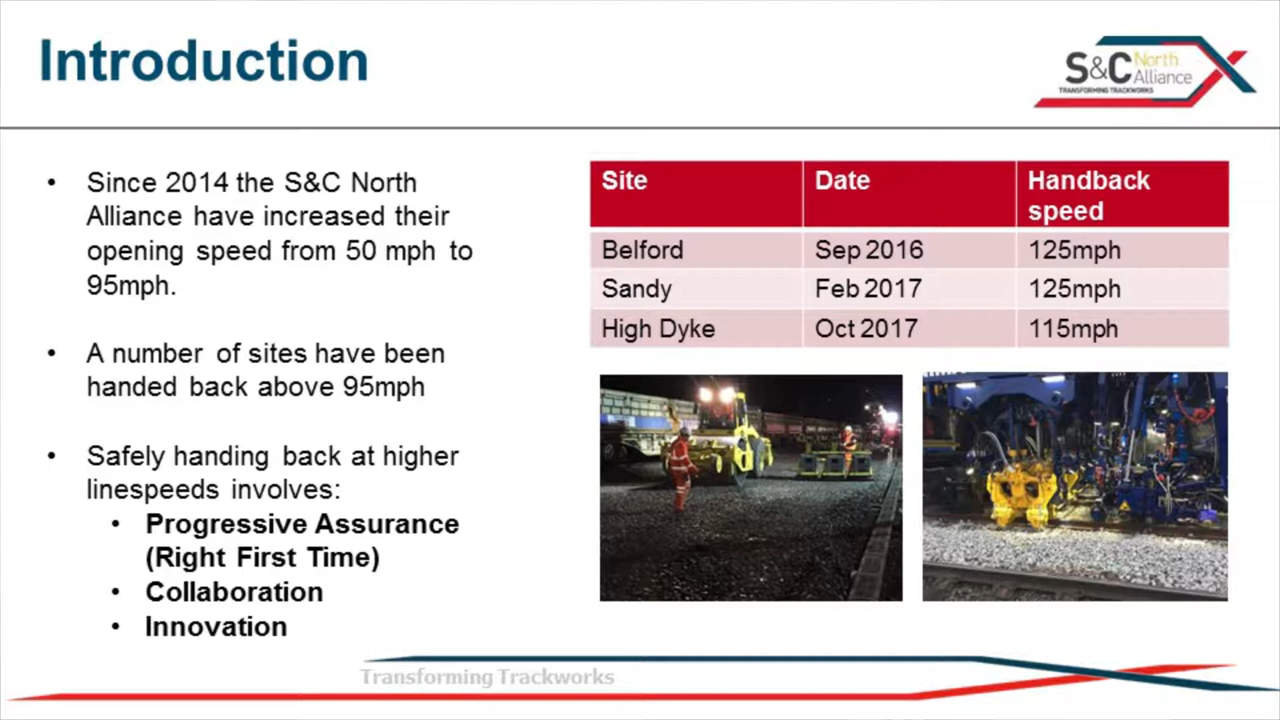 Introduction
S&C North
Alliance
TRANSFORMING TRACKWORKS
• Since 2014 the S&C North
Alliance have increased their
opening speed from 50 mph to
95mph.
• A number of sites have been
handed back above 95mph
• Safely handing back at higher
linespeeds involves:
• Progressive Assurance
(Right First Time)
• Collaboration
• Innovation
Site Date Handback
speed
Belford Sep 2016 125mph
Sandy Feb 2017 125mph
High Dyke Oct 2017 115mph
Transforming Trackworks